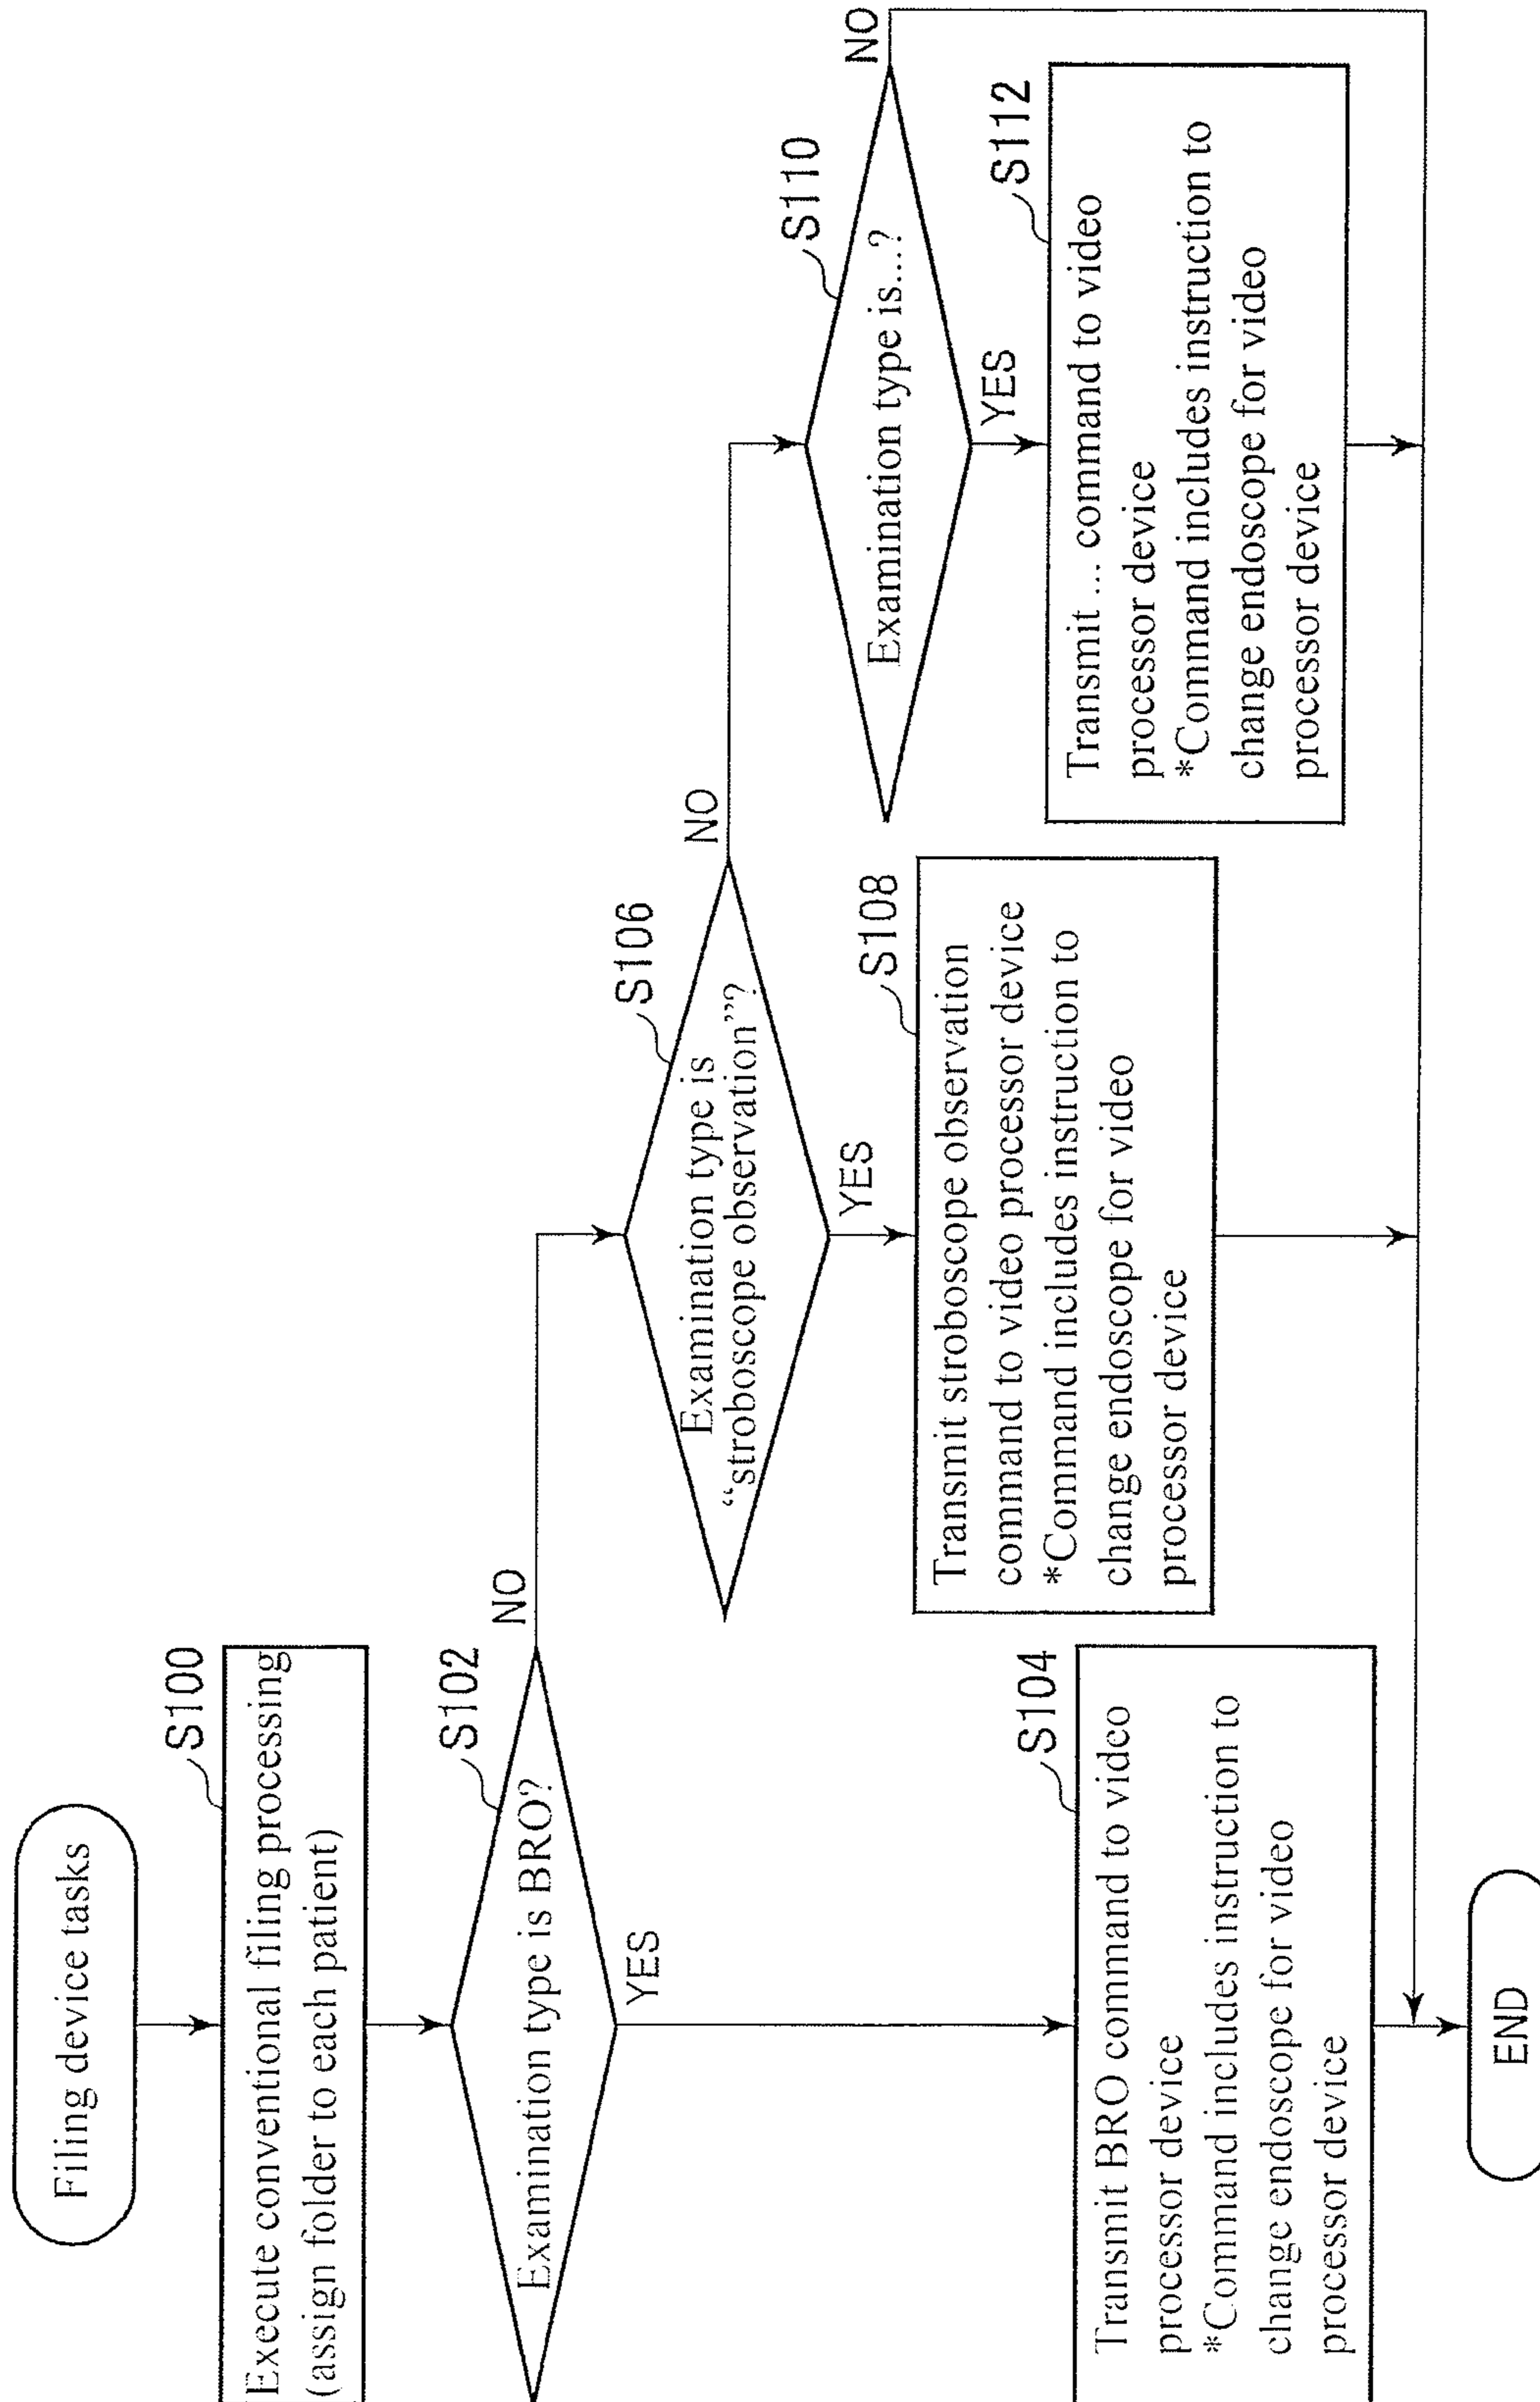 Filing device tasks
S100
Execute conventional filing processing
(assign folder to each patient)
S102
Examination type is BRO?
NO
YES
S104
Transmit BRO command to video
processor device
*Command includes instruction to
change endoscope for video
processor device
S106
Examination type is
“stroboscope observation”?
NO
YES
S108
Transmit stroboscope observation
command to video processor device
*Command includes instruction to
change endoscope for video
processor device
S110
Examination type is...?
NO
YES
S112
Transmit ... command to video
processor device
*Command includes instruction to
change endoscope for video
processor device
END